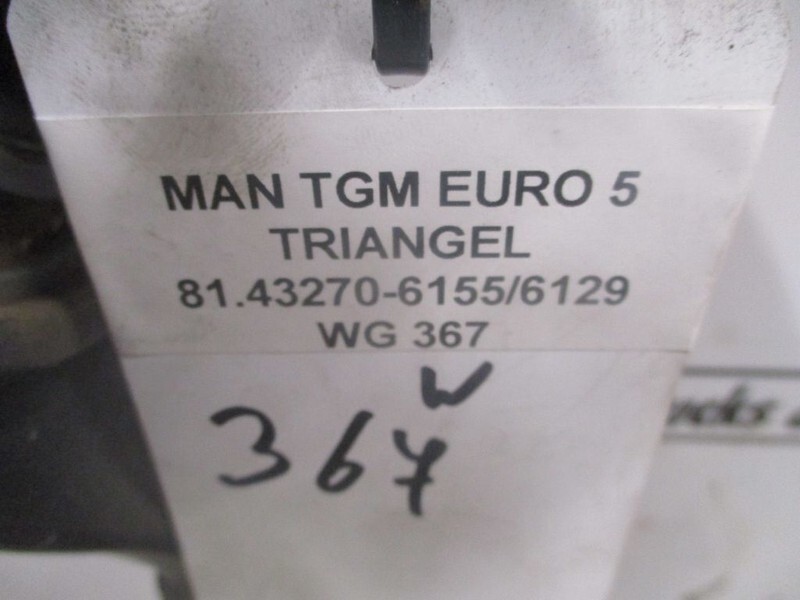 MAN TGM EURO 5
TRIANGEL
81.43270-6155/6129
WG 367
W
367